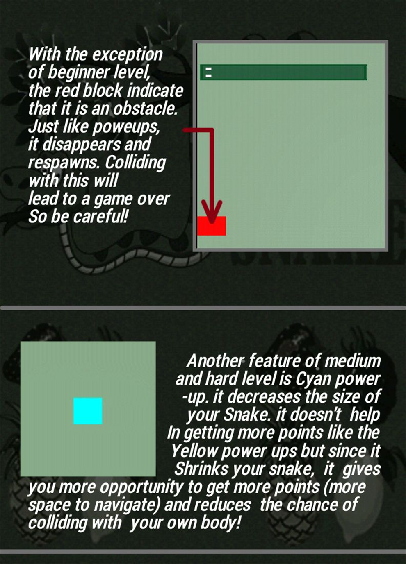 With the exception
of beginner level,
the red block indicate
that it is an obstacle.
Just like poweups,
it disappears and
respawns. Colliding
with this will
lead to a game over
So be careful!
Another feature of medium
and hard level is Cyan power
-up. it decreases the size of
your Snake. it doesn't help
In getting more points like the
Yellow power ups but since it
Shrinks your snake, it gives
you more opportunity to get more points (more
space to navigate) and reduces the chance of
colliding with your own body!